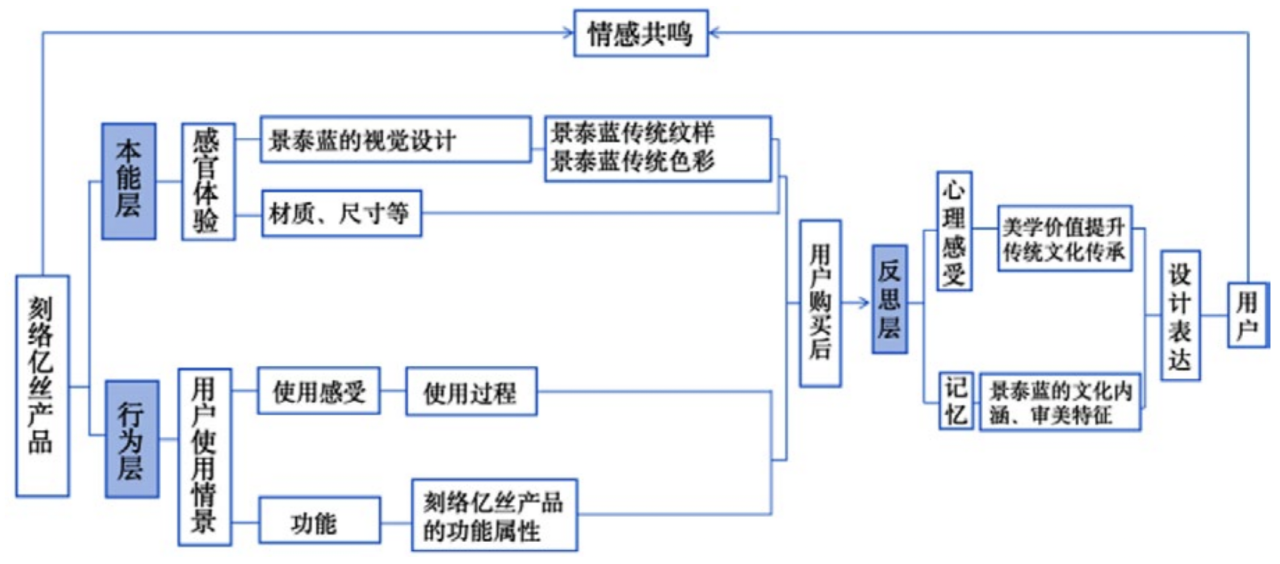 情感共鸣
本能层
感官体验
景泰蓝的视觉设计
景泰蓝传统纹样
景泰蓝传统色彩
材质、尺寸等
刻络亿丝产品
行为层
用户使用情景
使用感受
使用过程
功能
刻络亿丝产品
的功能属性
用户购买后
反思层
心理感受
美学价值提升
传统文化传承
记忆
景泰蓝的文化内
涵、审美特征
设计表达
用户